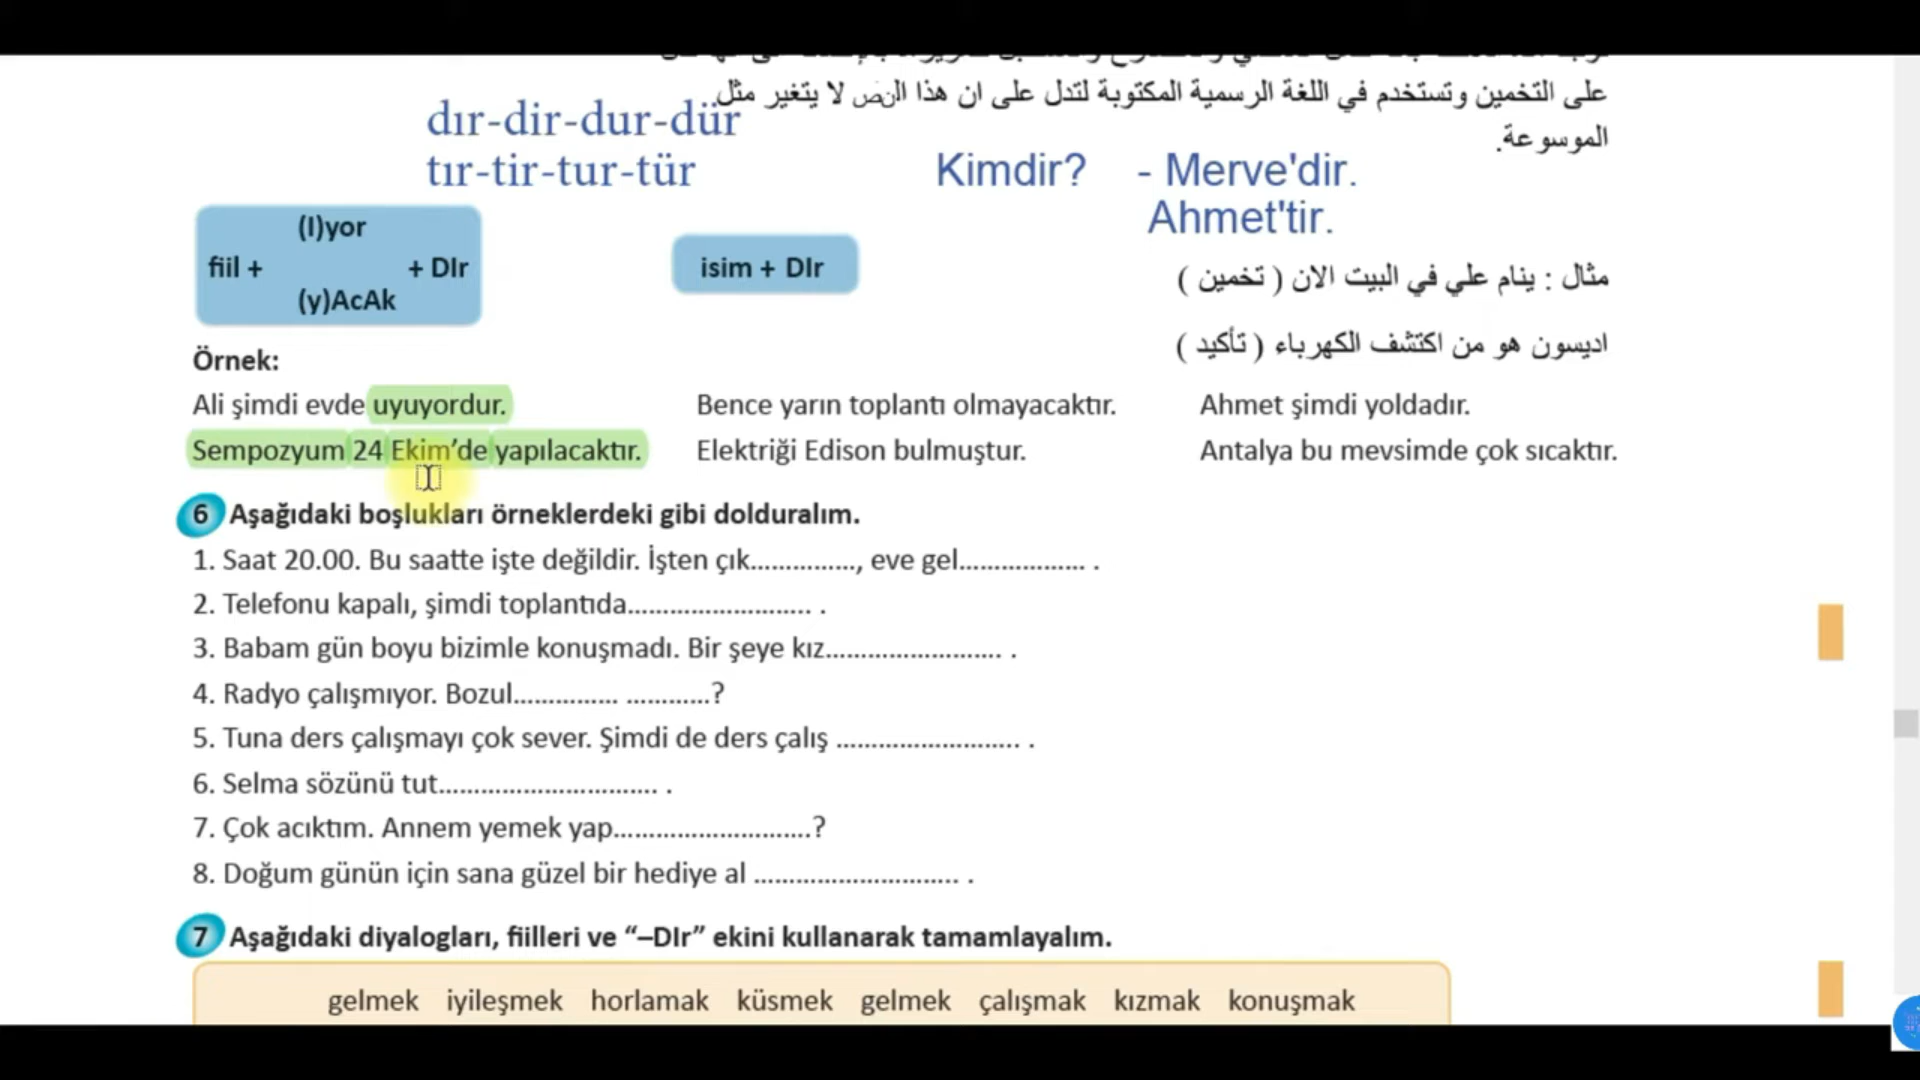 على التخمين وتستخدم في اللغة الرسمية المكتوبة لتدل على ان هذا النص لا يتغير مثل
الموسوعة.
dır-dir-dur-dür
tır-tir-tur-tür
Kimdir? - Merve'dir.
Ahmet'tir.
(I)yor
fiil + + DIr
(y)AcAk
isim + DIr
مثال : ينام علي في البيت الان ( تخمين )
اديسون هو من اكتشف الكهرباء ( تأكيد )
Örnek:
Ali şimdi evde uyuyordur. Bence yarın toplantı olmayacaktır. Ahmet şimdi yoldadır.
Sempozyum 24 Ekim’de yapılacaktır. Elektriği Edison bulmuştur. Antalya bu mevsimde çok sıcaktır.
6 Aşağıdaki boşlukları örneklerdeki gibi dolduralım.
1. Saat 20.00. Bu saatte işte değildir. İşten çık..............., eve gel.................. .
2. Telefonu kapalı, şimdi toplantıda.......................... .
3. Babam gün boyu bizimle konuşmadı. Bir şeye kız......................... .
4. Radyo çalışmıyor. Bozul............... ............?
5. Tuna ders çalışmayı çok sever. Şimdi de ders çalış .......................... .
6. Selma sözünü tut............................... .
7. Çok acıktım. Annem yemek yap............................?
8. Doğum günün için sana güzel bir hediye al ............................. .
7 Aşağıdaki diyalogları, fiilleri ve “–DIr” ekini kullanarak tamamlayalım.
gelmek iyileşmek horlamak küsmek gelmek çalışmak kızmak konuşmak